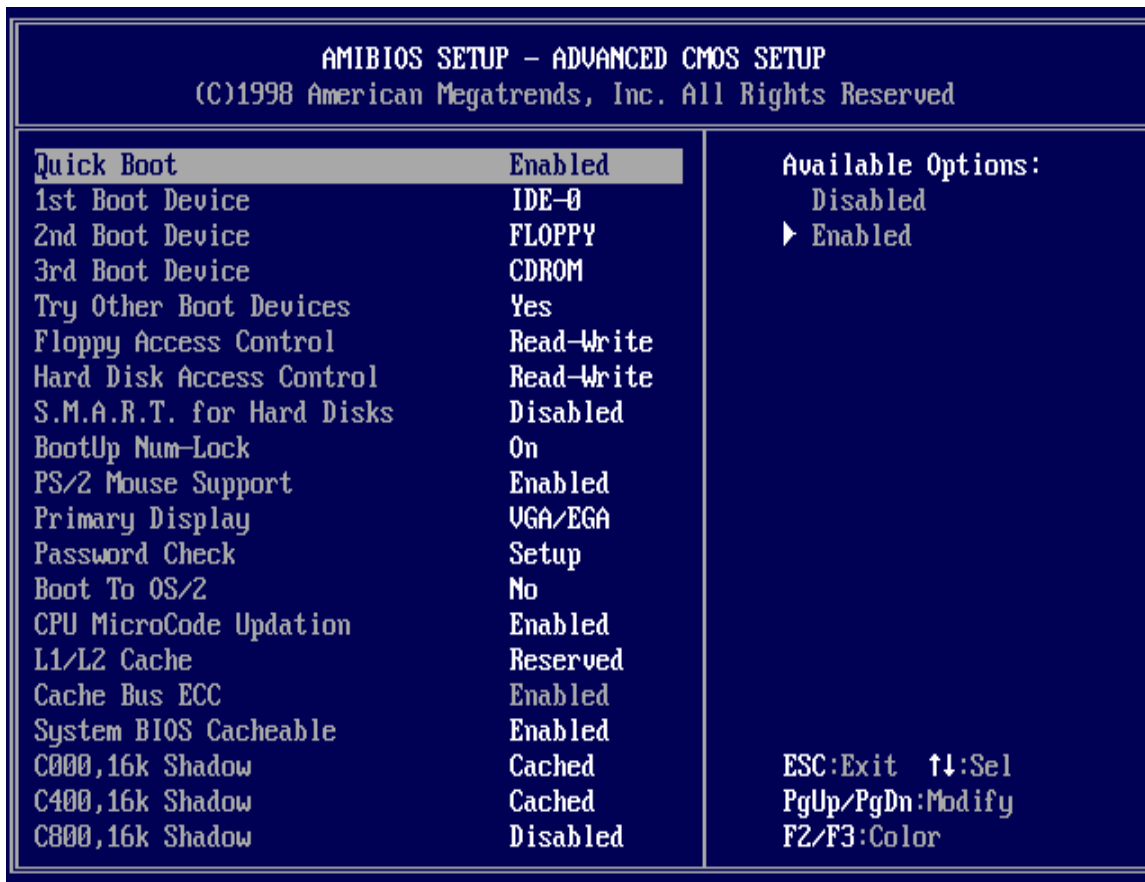 AMIBIOS SETUP – ADVANCED CMOS SETUP
(C)1998 American Megatrends, Inc. All Rights Reserved
Quick Boot Enabled
1st Boot Device IDE-0
2nd Boot Device FLOPPY
3rd Boot Device CDROM
Try Other Boot Devices Yes
Floppy Access Control Read-Write
Hard Disk Access Control Read-Write
S.M.A.R.T. for Hard Disks Disabled
BootUp Num-Lock On
PS/2 Mouse Support Enabled
Primary Display VGA/EGA
Password Check Setup
Boot To OS/2 No
CPU MicroCode Updation Enabled
L1/L2 Cache Reserved
Cache Bus ECC Enabled
System BIOS Cacheable Enabled
C000,16k Shadow Cached
C400,16k Shadow Cached
C800,16k Shadow Disabled
Available Options:
Disabled
▶ Enabled
ESC:Exit ↑↓:Sel
PgUp/PgDn:Modify
F2/F3:Color